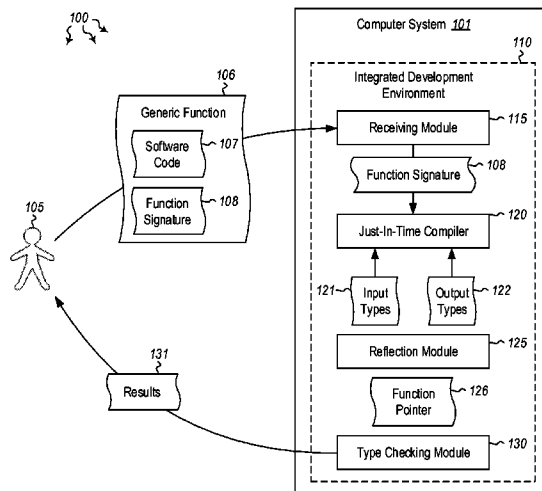 100
Computer System 101
110
Integrated Development
Environment
106
Generic Function
Software
Code
107
Function
Signature
108
Receiving Module
115
Function Signature
108
Just-In-Time Compiler
120
105
121
Input
Types
Output
Types
122
Reflection Module
125
131
Results
Function
Pointer
126
Type Checking Module
130